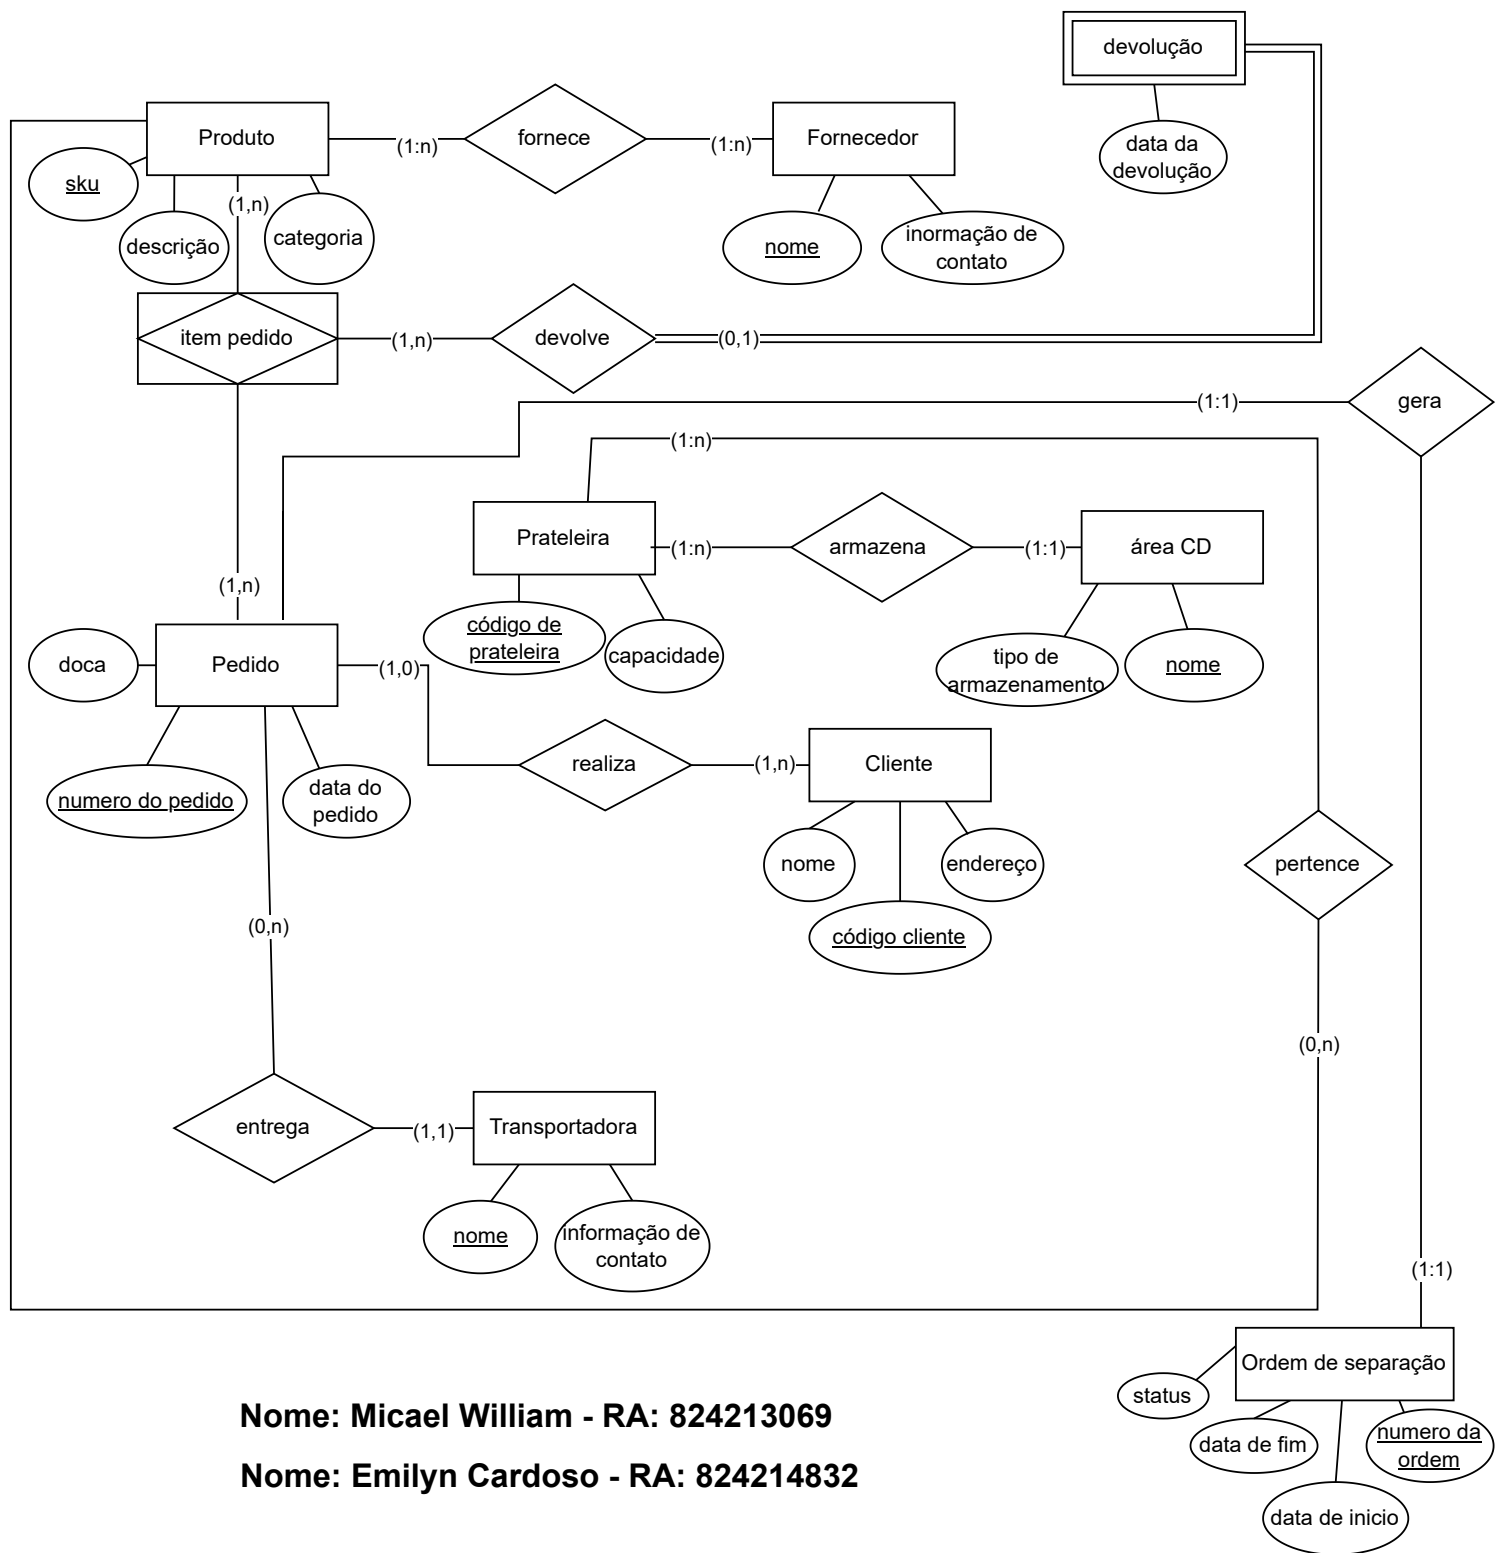 devolução
data da
devolução
Produto
(1:n)
fornece
(1:n)
Fornecedor
sku
(1,n)
descrição
categoria
nome
inormação de
contato
item pedido
(1,n)
devolve
(0,1)
(1:1)
gera
(1:n)
Prateleira
(1:n)
armazena
(1:1)
área CD
(1,n)
código de
prateleira
capacidade
tipo de
armazenamento
nome
doca
Pedido
(1,0)
numero do pedido
data do
pedido
realiza
(1,n)
Cliente
nome
endereço
código cliente
pertence
(0,n)
(0,n)
entrega
(1,1)
Transportadora
nome
informação de
contato
(1:1)
Ordem de separação
status
data de fim
numero da
ordem
data de inicio
Nome: Micael William - RA: 824213069
Nome: Emilyn Cardoso - RA: 824214832